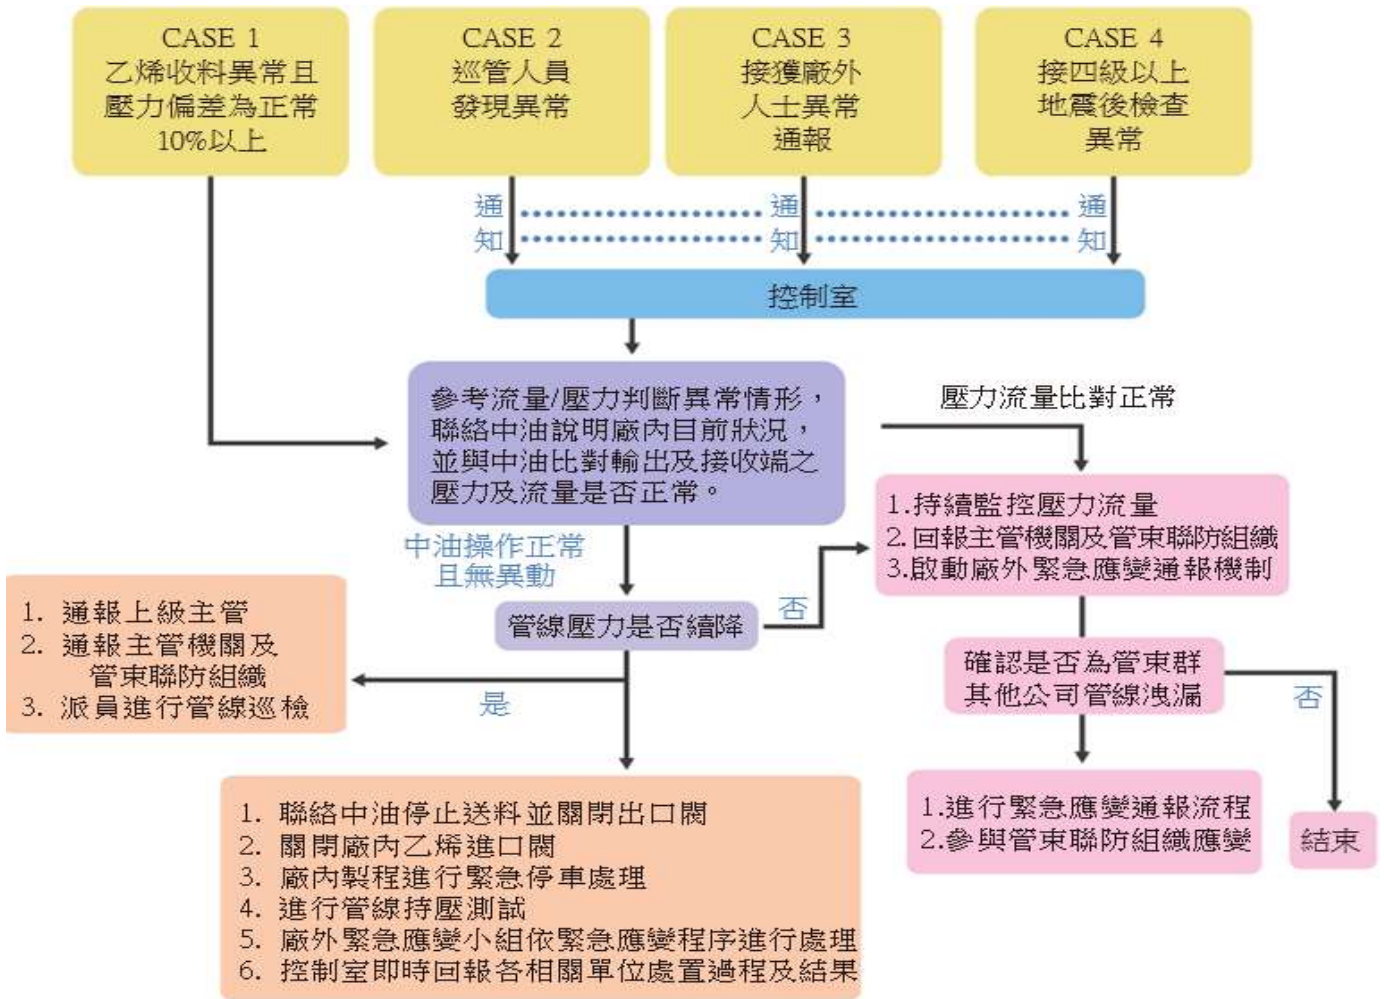 CASE 1
乙烯收料異常且
壓力偏差為正常
10%以上
CASE 2
巡管人員
發現異常
CASE 3
接獲廠外
人士異常
通報
CASE 4
接四級以上
地震後檢查
異常
通
知
通
知
通
知
控制室
參考流量/壓力判斷異常情形，
聯絡中油說明廠內目前狀況，
並與中油比對輸出及接收端之
壓力及流量是否正常。
壓力流量比對正常
1.持續監控壓力流量
2.回報主管機關及管束聯防組織
3.啟動廠外緊急應變通報機制
中油操作正常
且無異動
管線壓力是否續降
否
是
1. 通報上級主管
2. 通報主管機關及
管束聯防組織
3. 派員進行管線巡檢
確認是否為管束群
其他公司管線洩漏
否
1.進行緊急應變通報流程
2.參與管束聯防組織應變
結束
1. 聯絡中油停止送料並關閉出口閥
2. 關閉廠內乙烯進口閥
3. 廠內製程進行緊急停車處理
4. 進行管線持壓測試
5. 廠外緊急應變小組依緊急應變程序進行處理
6. 控制室即時回報各相關單位處置過程及結果